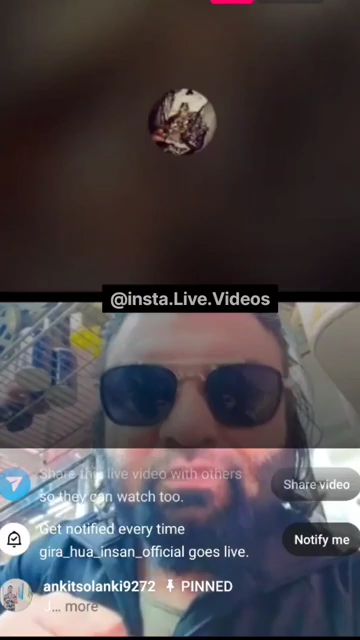 @insta.Live.Videos
Share this live video with others
so they can watch too.
Share video
Get notified every time
gira_hua_insan_official goes live.
Notify me
ankitsolanki9272 PINNED
J... more